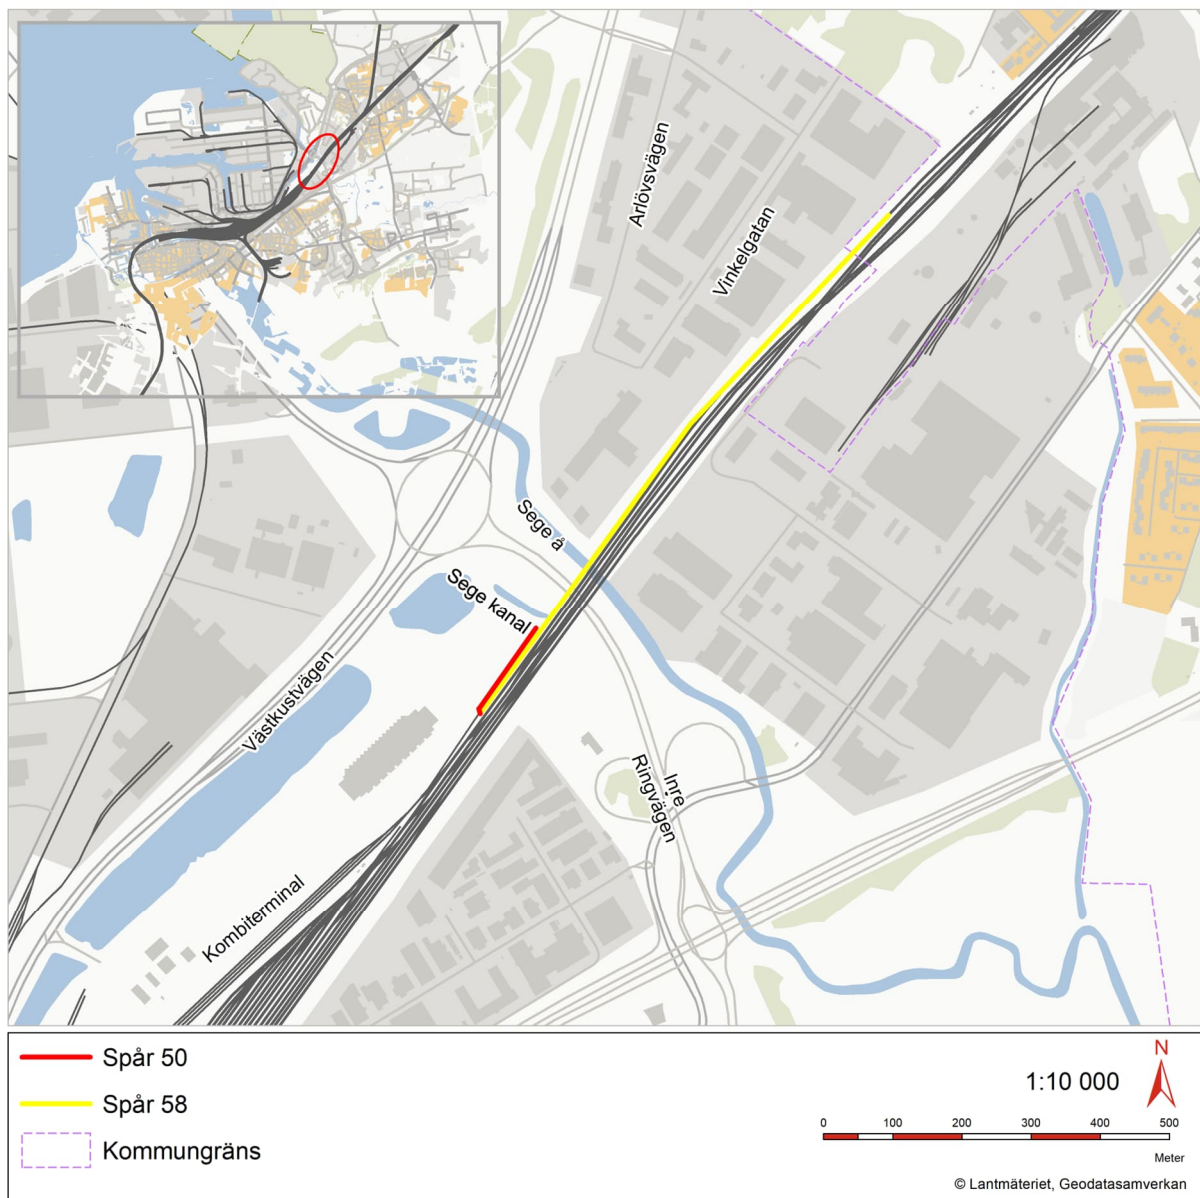 Arlövsvägen
Vinkelgatan
Sege å
Sege kanal
Västkustvägen
Inre
Ringvägen
Kombiterminal
Spår 50
Spår 58
Kommungräns
N
1:10 000
0 100 200 300 400 500
Meter
© Lantmäteriet, Geodatasamverkan